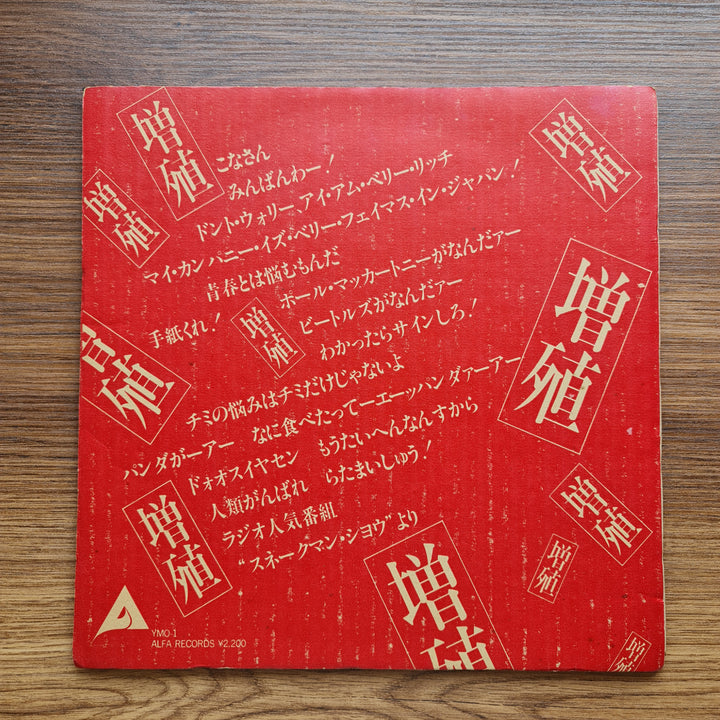 増殖
増殖
増殖
こなさん
みんばんわー!
ドント・ウォリー、アイ・アム・ベリー・リッチ
マイ・カンパニー・イズ・ベリー・フェイマス・イン・ジャパン!
青春とは悩むもんだ
ポール・マッカートニーがなんだァー
手紙くれ!
増殖
ビートルズがなんだァー
わかったらサインしろ!
増殖
増殖
チミの悩みはチミだけじゃないよ
パンダがーアー なに食べたってーエーッパンダァーアー
ドォオスイヤセン もうたいへんなんすから
人類がんばれ らたまいしゅう!
ラジオ人気番組
“スネークマン・ショウ”より
増殖
増殖
増殖
増殖
増殖
YMO-1
ALFA RECORDS ¥2,200